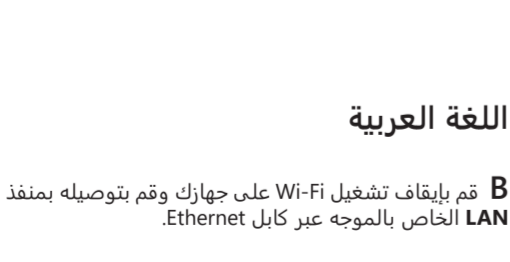 اللغة العربية
B قم بإيقاف تشغيل Wi-Fi على جهازك وقم بتوصيله بمنفذ
LAN الخاص بالموجه عبر كابل Ethernet.